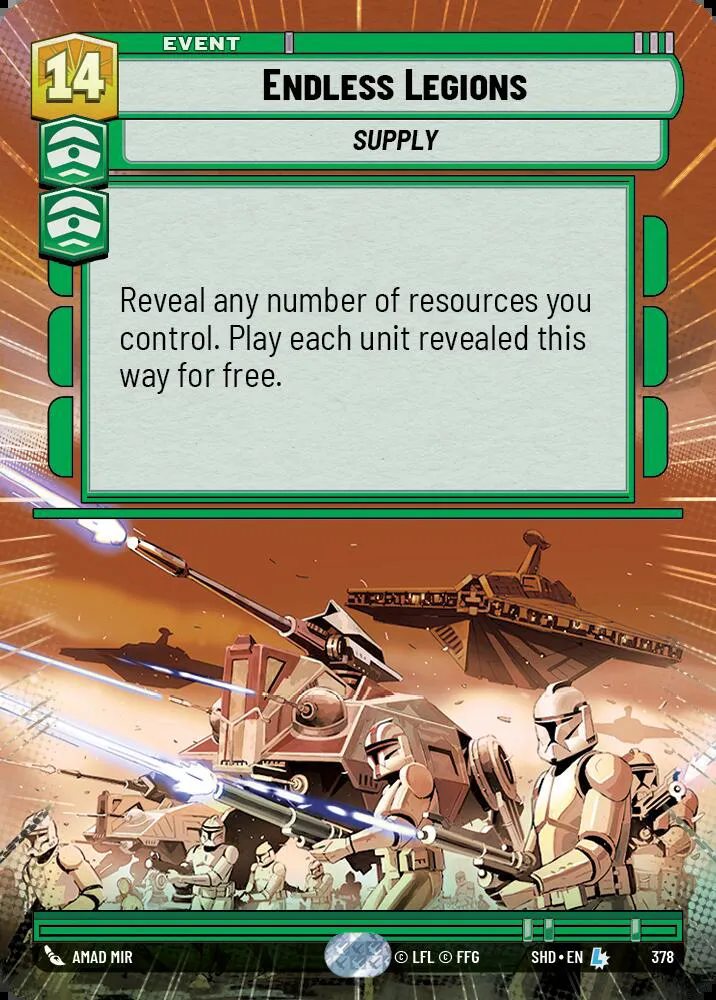 EVENT
14
ENDLESS LEGIONS
SUPPLY
Reveal any number of resources you
control. Play each unit revealed this
way for free.
AMAD MIR
© LFL © FFG
SHD • EN
L
378